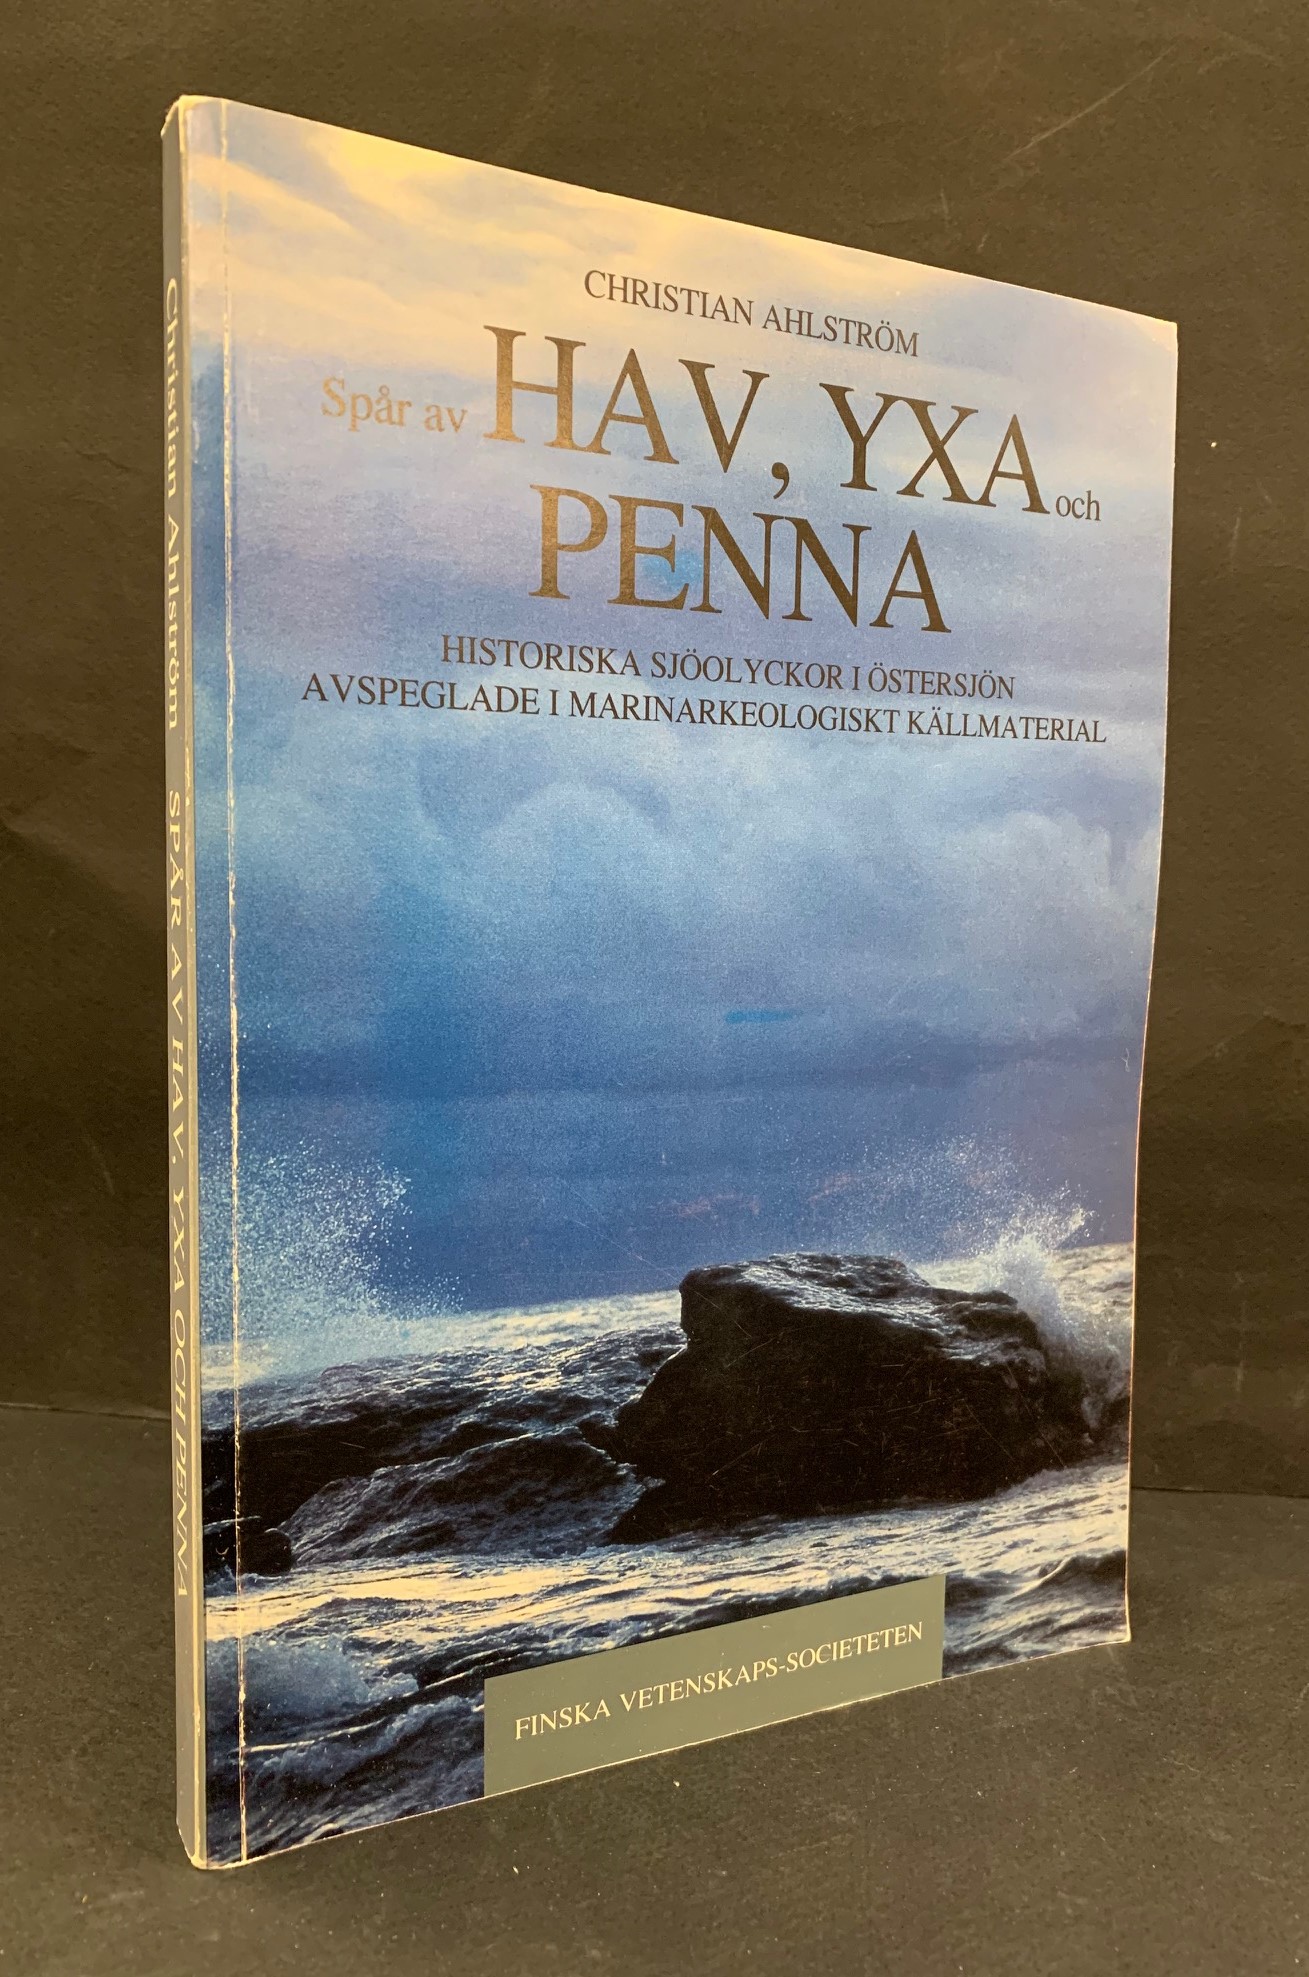 CHRISTIAN AHLSTRÖM
Spår av HAV, YXA och
PENNA
HISTORISKA SJÖOLYCKOR I ÖSTERSJÖN
AVSPEGLADE I MARINARKEOLOGISKT KÄLLMATERIAL
FINSKA VETENSKAPS-SOCIETETEN
Christian Ahlström SPÅR AV HAV, YXA OCH PENNA